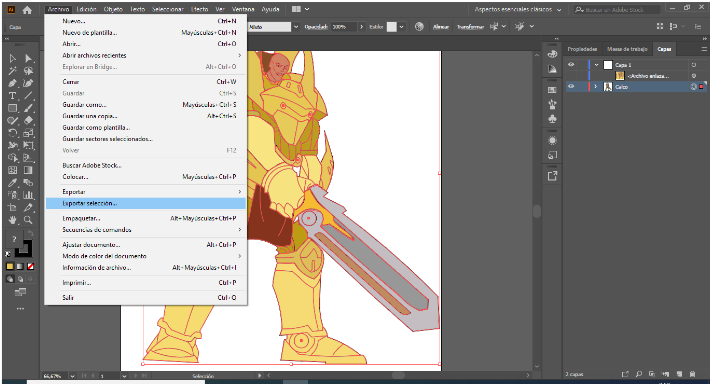 Ai
Archivo Edición Objeto Texto Seleccionar Efecto Ver Ventana Ayuda
Aspectos esenciales clásicos
Buscar en Adobe Stock
Capa
Mixto
Opacidad: 100%
Estilo:
Alinear
Transformar
Nuevo... Ctrl+N
Nuevo de plantilla... Mayúsculas+Ctrl+N
Abrir... Ctrl+O
Abrir archivos recientes
Explorar en Bridge... Alt+Ctrl+O
Cerrar Ctrl+W
Guardar Ctrl+S
Guardar como... Mayúsculas+Ctrl+S
Guardar una copia... Alt+Ctrl+S
Guardar como plantilla...
Guardar sectores seleccionados...
Volver F12
Buscar Adobe Stock...
Colocar... Mayúsculas+Ctrl+P
Exportar
Exportar selección...
Empaquetar... Alt+Mayúsculas+Ctrl+P
Secuencias de comandos
Ajustar documento... Alt+Ctrl+P
Modo de color del documento
Información de archivo... Alt+Mayúsculas+Ctrl+I
Imprimir... Ctrl+P
Salir Ctrl+Q
Propiedades Mesas de trabajo Capas
Capa 1
<Archivo enlaza...
Calco
66,67% 1 Selección
2 capas